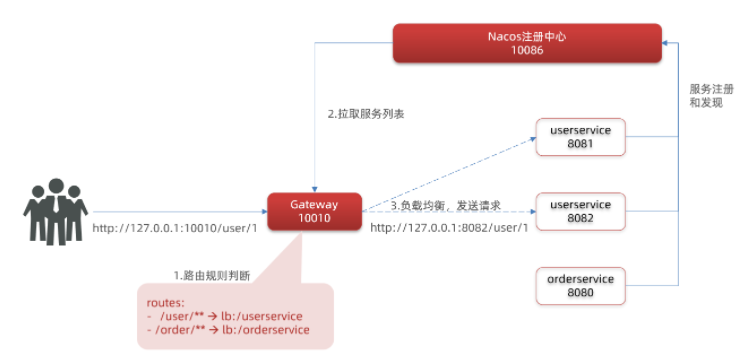 Nacos注册中心
10086
服务注册
和发现
2.拉取服务列表
userservice
8081
Gateway
10010
3.负载均衡，发送请求
userservice
8082
http://127.0.0.1:10010/user/1
http://127.0.0.1:8082/user/1
1.路由规则判断
orderservice
8080
routes:
- /user/** → lb:/userservice
- /order/** → lb:/orderservice